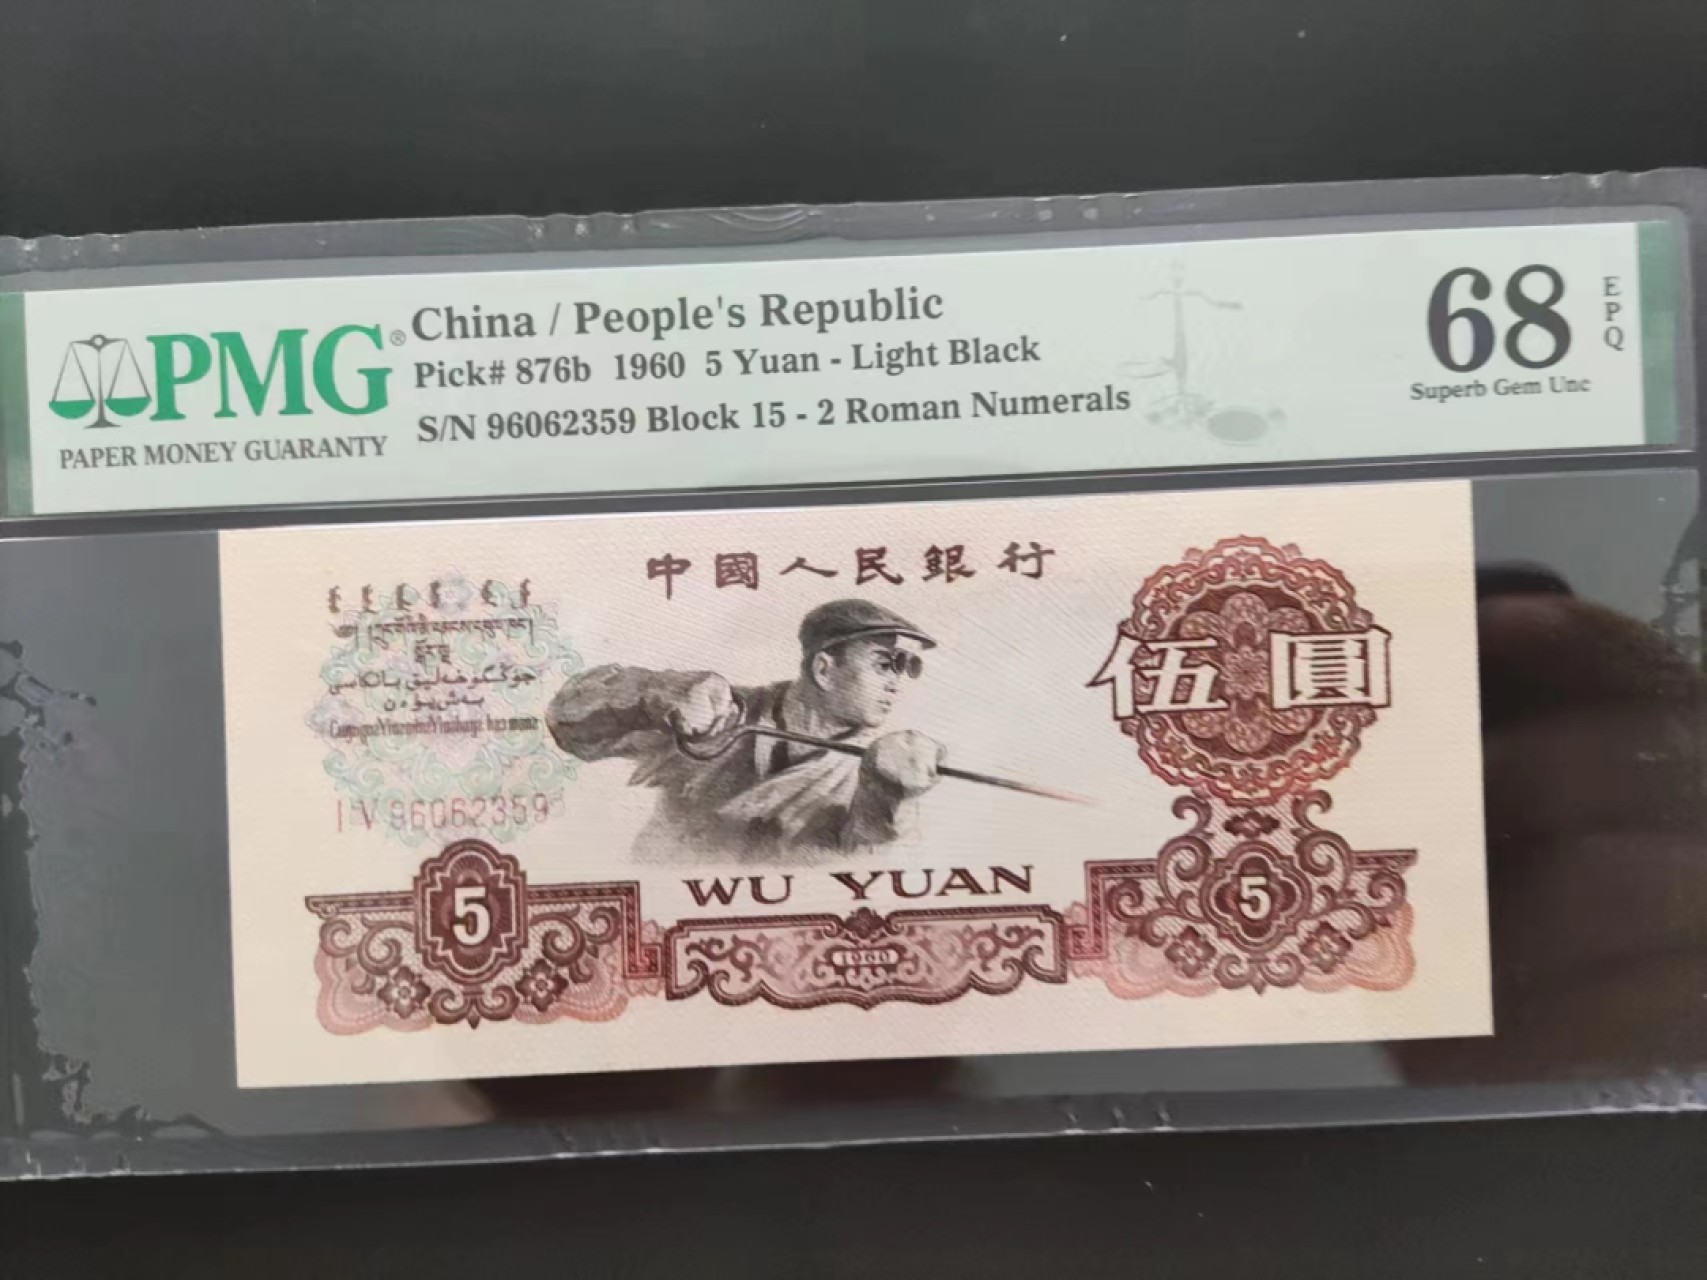 PMG®
PAPER MONEY GUARANTY
China / People's Republic
Pick# 876b 1960 5 Yuan - Light Black
S/N 96062359 Block 15 - 2 Roman Numerals
68
EPQ
Superb Gem Unc
中國人民銀行
I V 96062359
伍圓
WU YUAN
5
1960
5